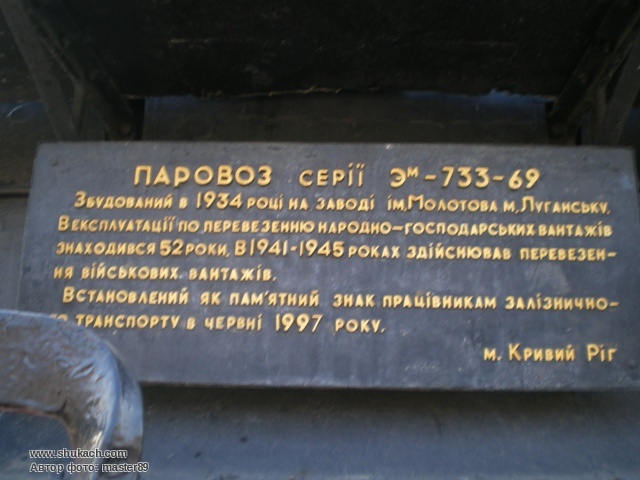 ПАРОВОЗ СЕРІЇ Эм-733-69
Збудований в 1934 році на заводі ім.Молотова м.Луганську.
В експлуатації по перевезенню народно-господарських вантажів
знаходився 52 роки. В 1941-1945 роках здійснював перевезен-
ня військових вантажів.
Встановлений як пам'ятний знак працівникам залізнично-
го транспорту в червні 1997 року.
м. Кривий Ріг
www.shukach.com
Автор фото: master89